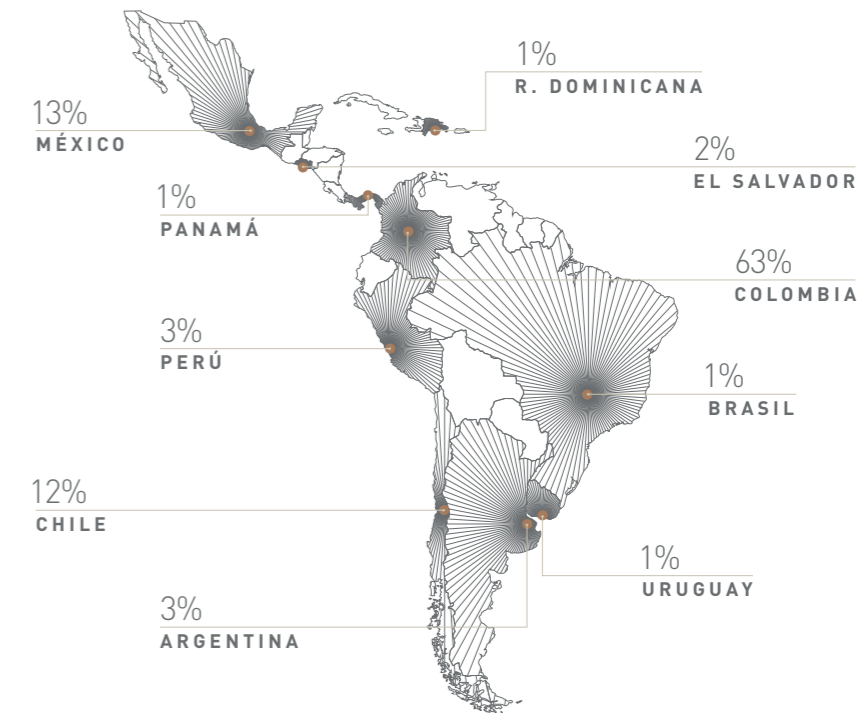 1%
R. DOMINICANA
13%
MÉXICO
2%
EL SALVADOR
1%
PANAMÁ
63%
COLOMBIA
3%
PERÚ
1%
BRASIL
12%
CHILE
1%
URUGUAY
3%
ARGENTINA